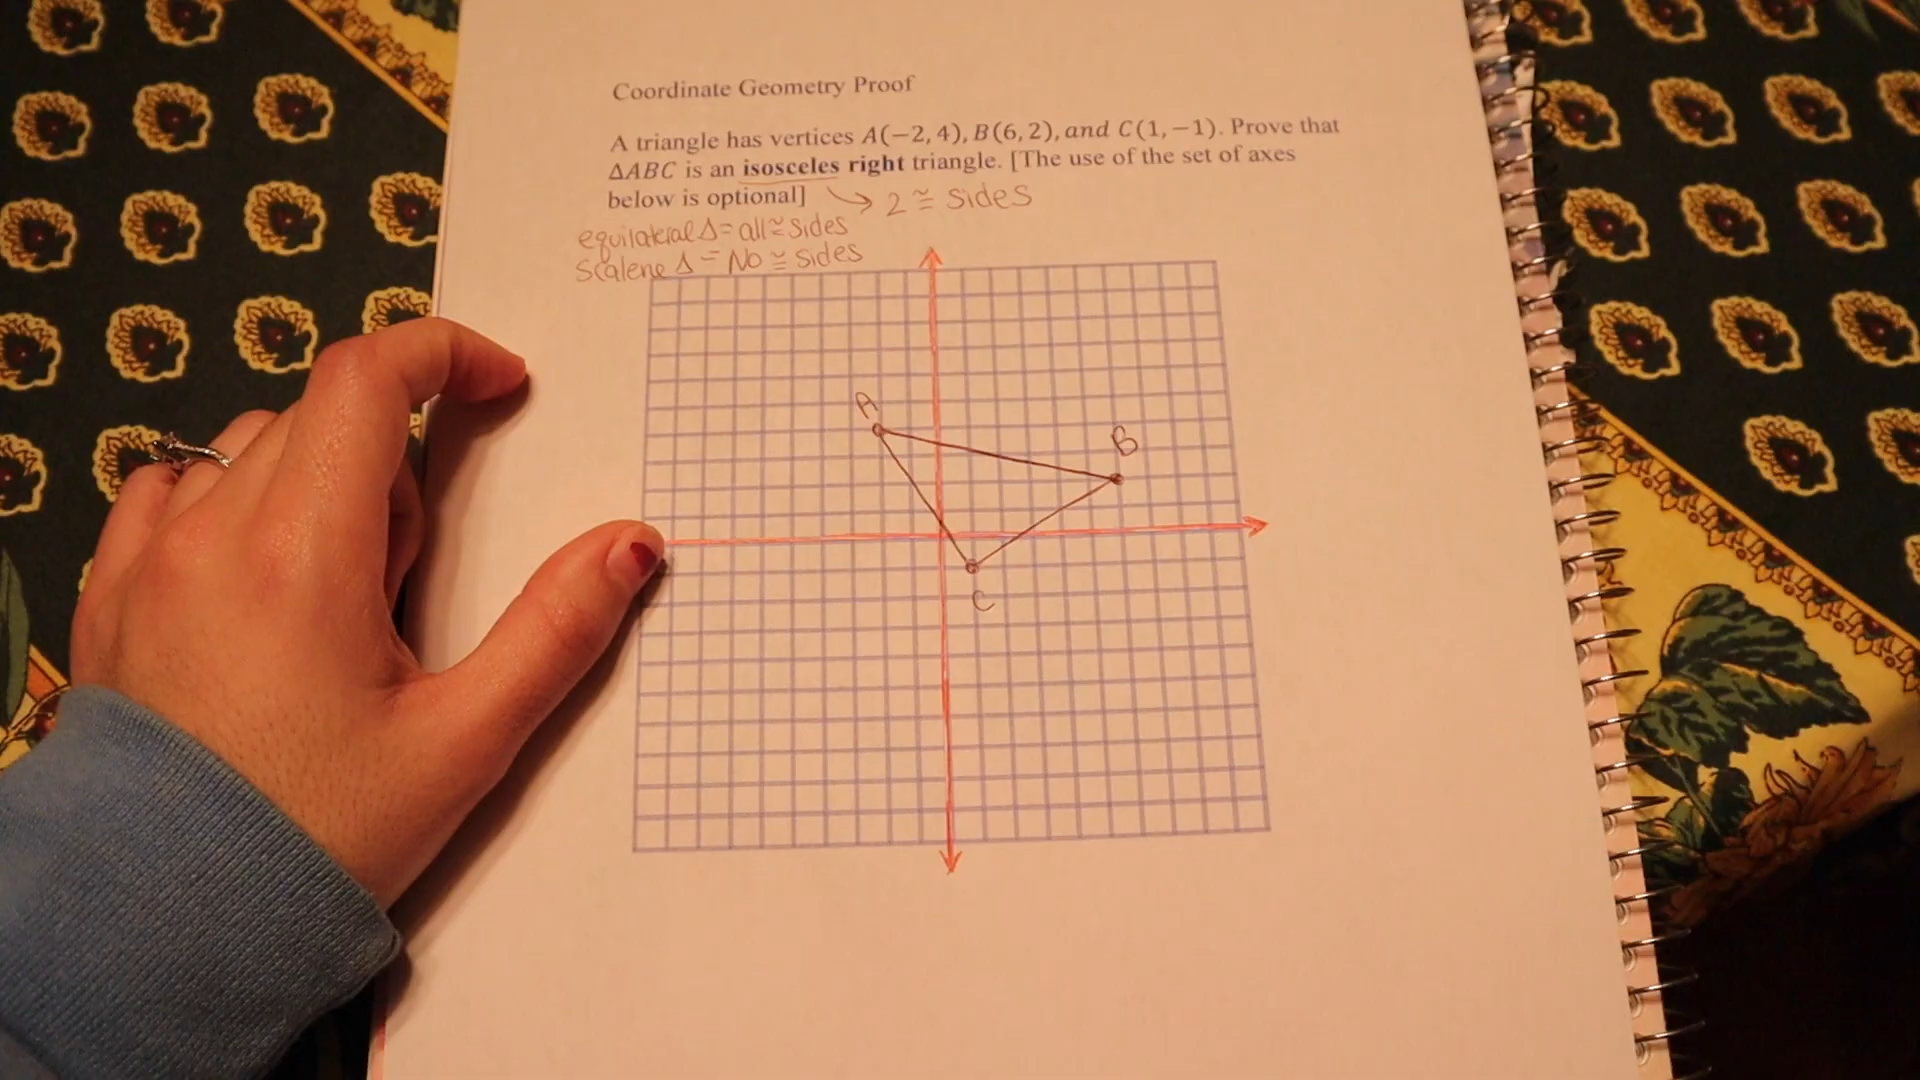 Coordinate Geometry Proof
A triangle has vertices A(−2, 4), B(6, 2), and C(1, −1). Prove that
ΔABC is an isosceles right triangle. [The use of the set of axes
below is optional]
→ 2 ≅ sides
equilateral Δ = all ≅ sides
Scalene Δ = No ≅ sides
A
B
C